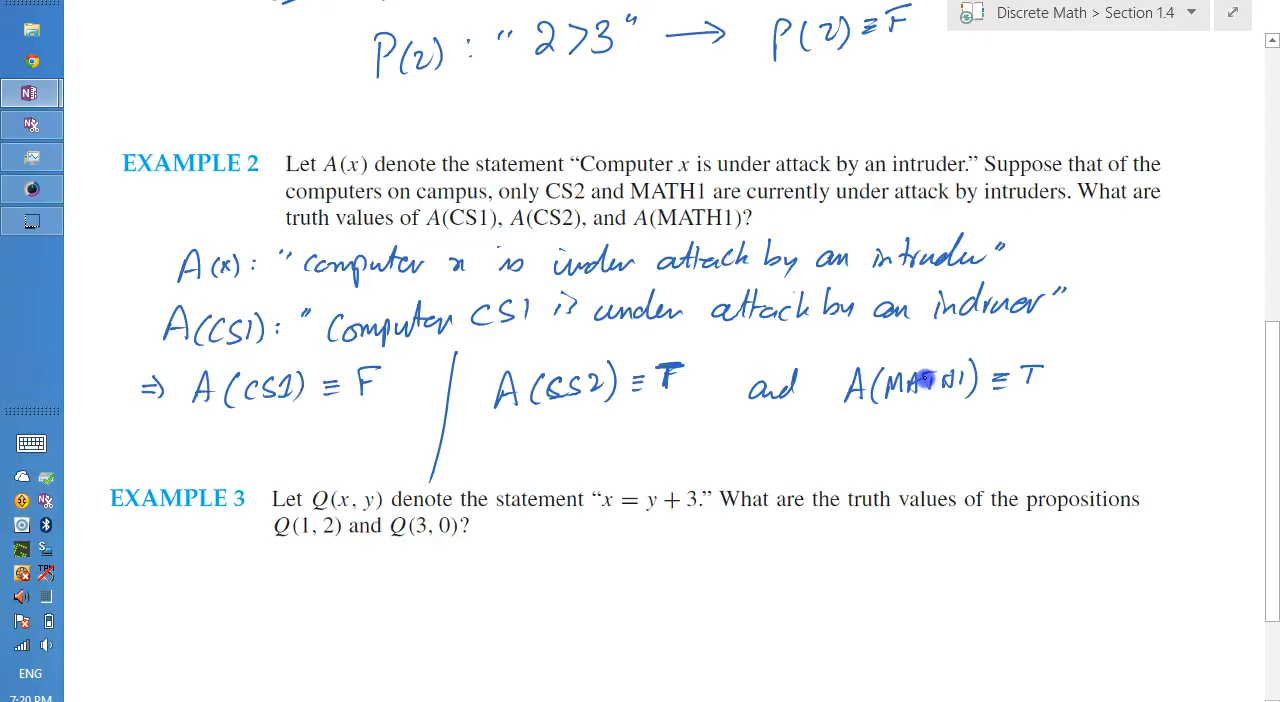 Discrete Math > Section 1.4
P(2) : " 2 > 3 " → P(2) ≡ F
EXAMPLE 2 Let A(x) denote the statement “Computer x is under attack by an intruder.” Suppose that of the
computers on campus, only CS2 and MATH1 are currently under attack by intruders. What are
truth values of A(CS1), A(CS2), and A(MATH1)?
A(x) : " computer x is under attack by an intruder "
A(CS1) : " Computer CS1 is under attack by an "
⇒ A(CS1) ≡ F / A(CS2) ≡ T and A(MATH1) ≡ T
EXAMPLE 3 Let Q(x, y) denote the statement “x = y + 3.” What are the truth values of the propositions
Q(1, 2) and Q(3, 0)?
ENG
7:20 PM